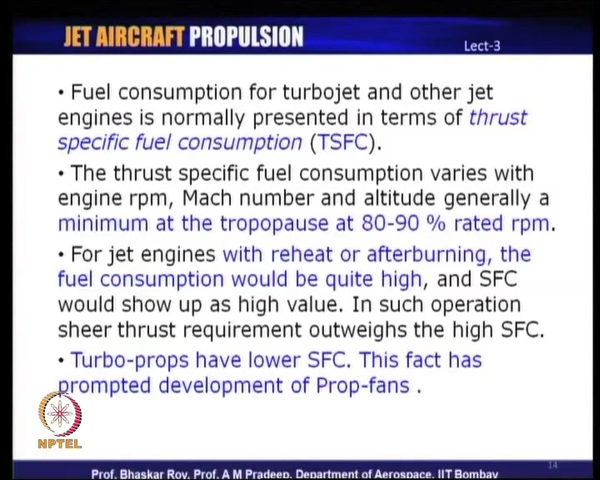 JET AIRCRAFT PROPULSION
Lect-3
• Fuel consumption for turbojet and other jet
engines is normally presented in terms of thrust
specific fuel consumption (TSFC).
• The thrust specific fuel consumption varies with
engine rpm, Mach number and altitude generally a
minimum at the tropopause at 80-90 % rated rpm.
• For jet engines with reheat or afterburning, the
fuel consumption would be quite high, and SFC
would show up as high value. In such operation
sheer thrust requirement outweighs the high SFC.
• Turbo-props have lower SFC. This fact has
prompted development of Prop-fans .
NPTEL
14
Prof. Bhaskar Roy, Prof. A M Pradeep, Department of Aerospace, IIT Bombay